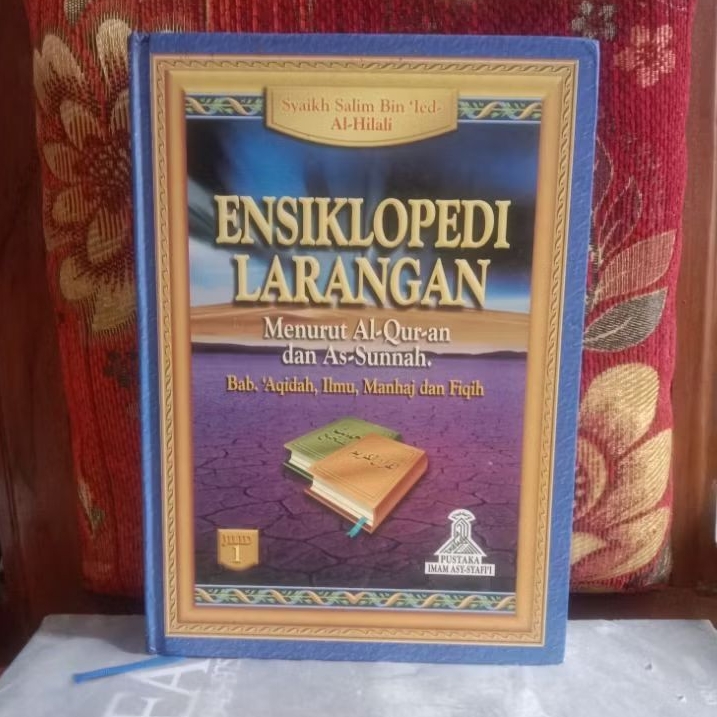 Syaikh Salim Bin 'Ied
Al-Hilali
ENSIKLOPEDI
LARANGAN
Menurut Al-Qur-an
dan As-Sunnah.
Bab. 'Aqidah, Ilmu, Manhaj dan Fiqih
JILID
1
PUSTAKA
IMAM ASY-SYAFI'I